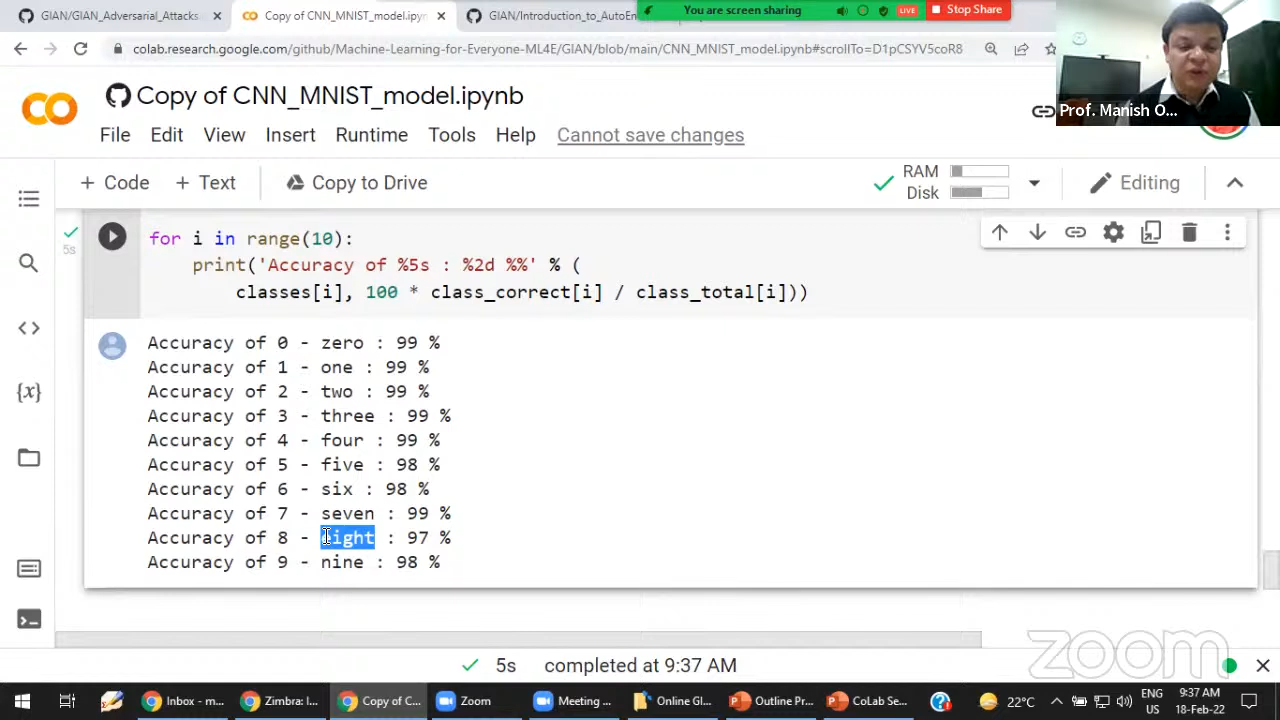 GIAN/GIAN_Adversarial_Attacks
Copy of CNN_MNIST_model.ipynb
GIAN/Introduction_to_AutoEn
You are screen sharing
LIVE
Stop Share
colab.research.google.com/github/Machine-Learning-for-Everyone-ML4E/GIAN/blob/main/CNN_MNIST_model.ipynb#scrollTo=D1pCSYV5coR8
Copy of CNN_MNIST_model.ipynb
Prof. Manish O...
File Edit View Insert Runtime Tools Help Cannot save changes
+ Code + Text Copy to Drive
RAM
Disk
Editing
5s
for i in range(10):
print('Accuracy of %5s : %2d %%' % (
classes[i], 100 * class_correct[i] / class_total[i]))
Accuracy of 0 - zero : 99 %
Accuracy of 1 - one : 99 %
Accuracy of 2 - two : 99 %
Accuracy of 3 - three : 99 %
Accuracy of 4 - four : 99 %
Accuracy of 5 - five : 98 %
Accuracy of 6 - six : 98 %
Accuracy of 7 - seven : 99 %
Accuracy of 8 - eight : 97 %
Accuracy of 9 - nine : 98 %
{x}
zoom
5s completed at 9:37 AM
Inbox - m...
Zimbra: I...
Copy of C...
Zoom
Meeting ...
Online Gl...
Outline Pr...
CoLab Se...
22°C
ENG
US
9:37 AM
18-Feb-22